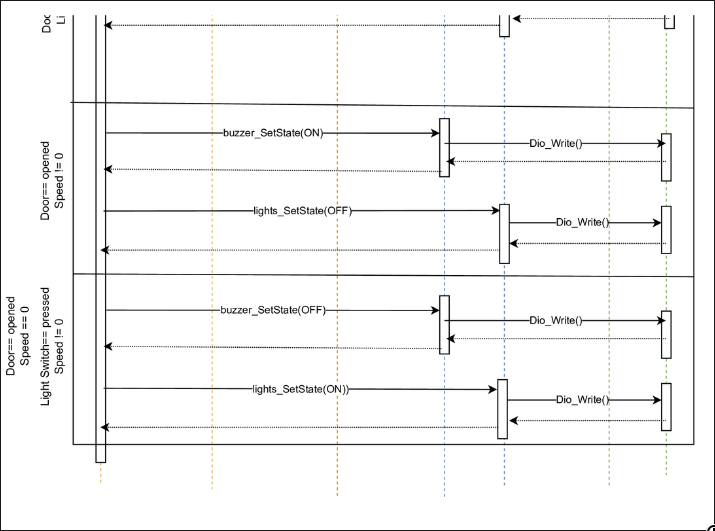 Li
buzzer_SetState(ON)
Dio_Write()
Door== opened
Speed != 0
lights_SetState(OFF)
Dio_Write()
buzzer_SetState(OFF)
Dio_Write()
Door== opened
Speed == 0
Light Switch== pressed
Speed != 0
lights_SetState(ON))
Dio_Write()